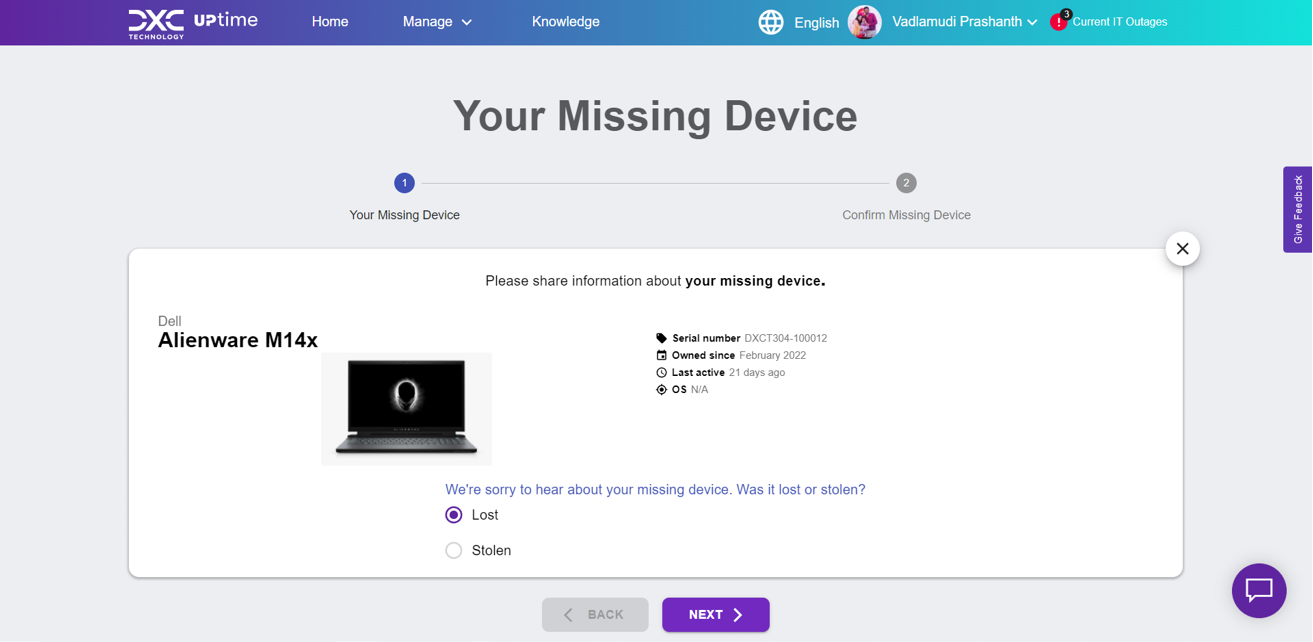 DXC TECHNOLOGY UPtime
Home
Manage
Knowledge
English
Vadlamudi Prashanth
3
Current IT Outages
Your Missing Device
1
2
Your Missing Device
Confirm Missing Device
Give Feedback
Please share information about your missing device.
Dell
Alienware M14x
Serial number DXCT304-100012
Owned since February 2022
Last active 21 days ago
OS N/A
ALIENWARE
We're sorry to hear about your missing device. Was it lost or stolen?
Lost
Stolen
BACK
NEXT